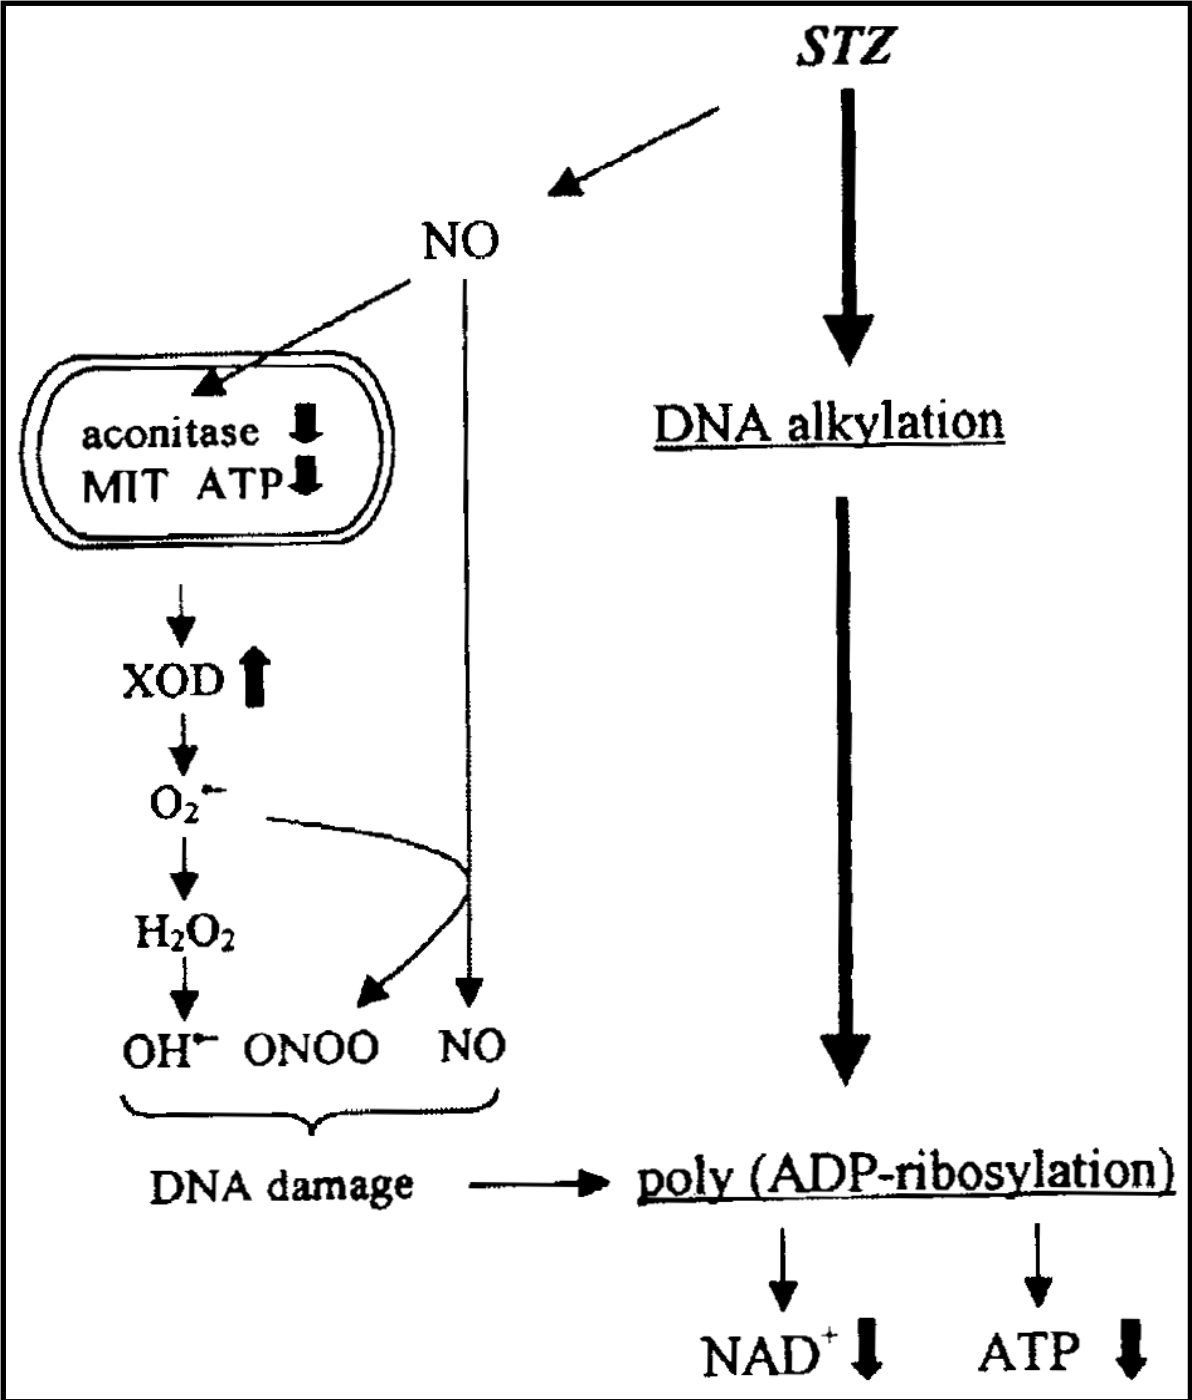 STZ
NO
DNA alkylation
aconitase
MIT ATP
XOD
O₂•−
H₂O₂
OH•− ONOO NO
DNA damage
poly (ADP-ribosylation)
NAD⁺ ATP